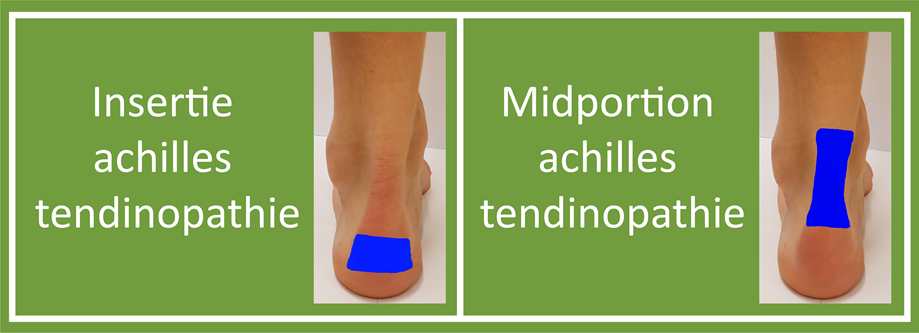 Insertie
achilles
tendinopathie
Midportion
achilles
tendinopathie